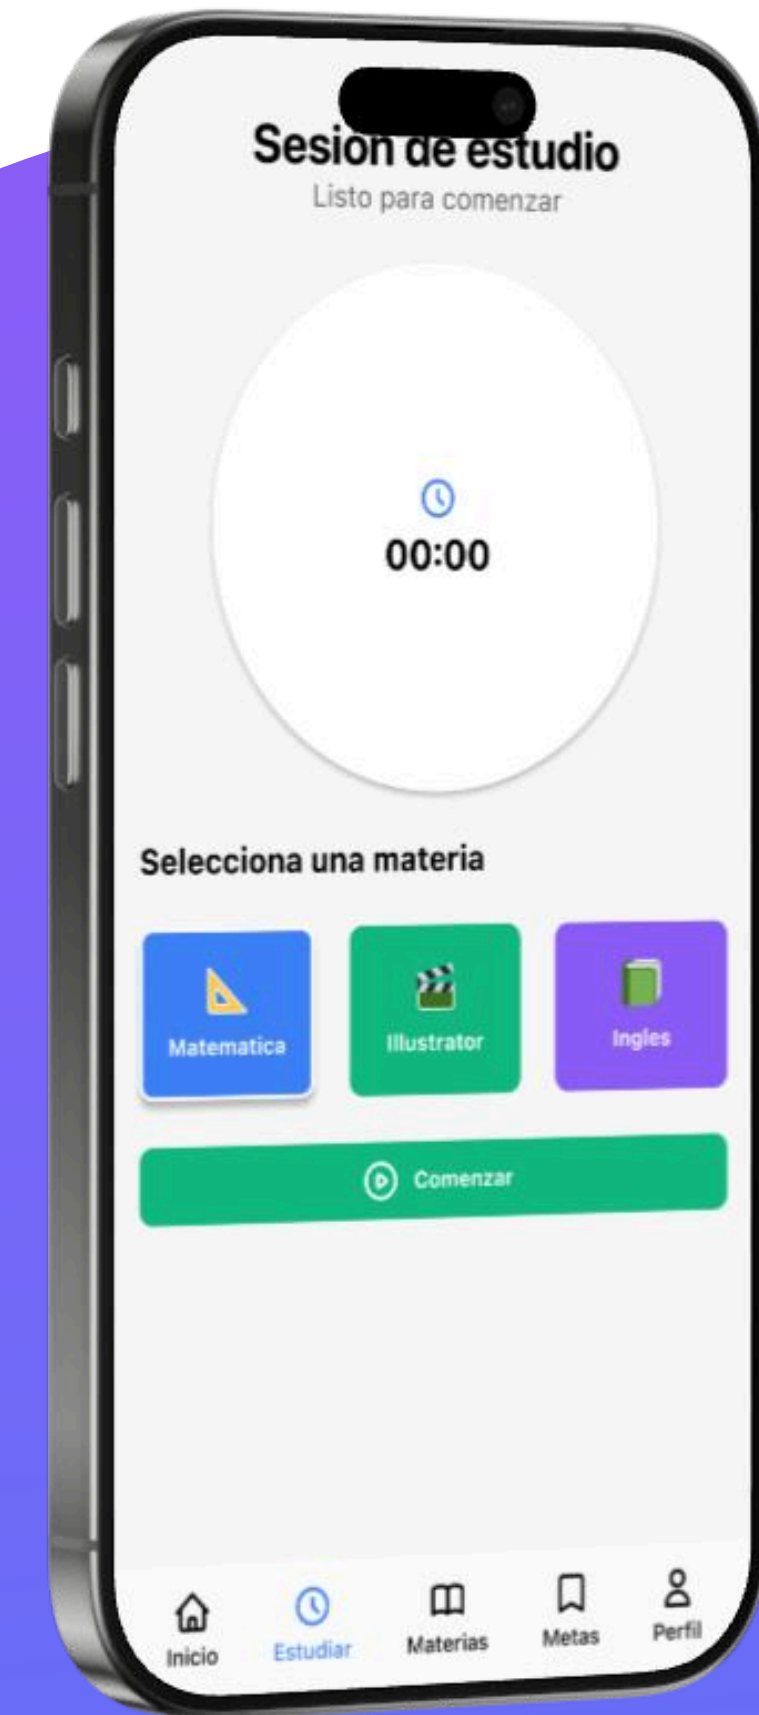 Sesión de estudio
Listo para comenzar
00:00
Selecciona una materia
Matematica
Illustrator
Ingles
Comenzar
Inicio
Estudiar
Materias
Metas
Perfil